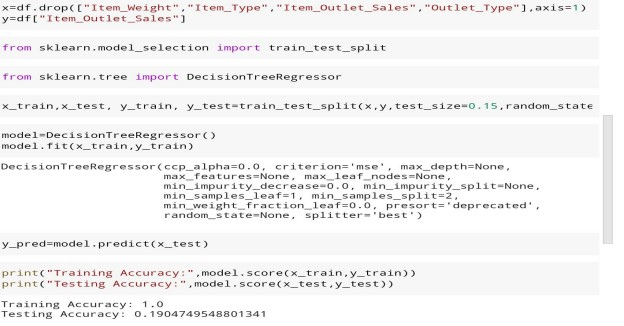 x=df.drop(["Item_Weight","Item_Type","Item_Outlet_Sales","Outlet_Type"],axis=1)
y=df["Item_Outlet_Sales"]
from sklearn.model_selection import train_test_split
from sklearn.tree import DecisionTreeRegressor
x_train,x_test, y_train, y_test=train_test_split(x,y,test_size=0.15,random_state
model=DecisionTreeRegressor()
model.fit(x_train,y_train)
DecisionTreeRegressor(ccp_alpha=0.0, criterion='mse', max_depth=None,
max_features=None, max_leaf_nodes=None,
min_impurity_decrease=0.0, min_impurity_split=None,
min_samples_leaf=1, min_samples_split=2,
min_weight_fraction_leaf=0.0, presort='deprecated',
random_state=None, splitter='best')
y_pred=model.predict(x_test)
print("Training Accuracy:",model.score(x_train,y_train))
print("Testing Accuracy:",model.score(x_test,y_test))
Training Accuracy: 1.0
Testing Accuracy: 0.1904749548801341